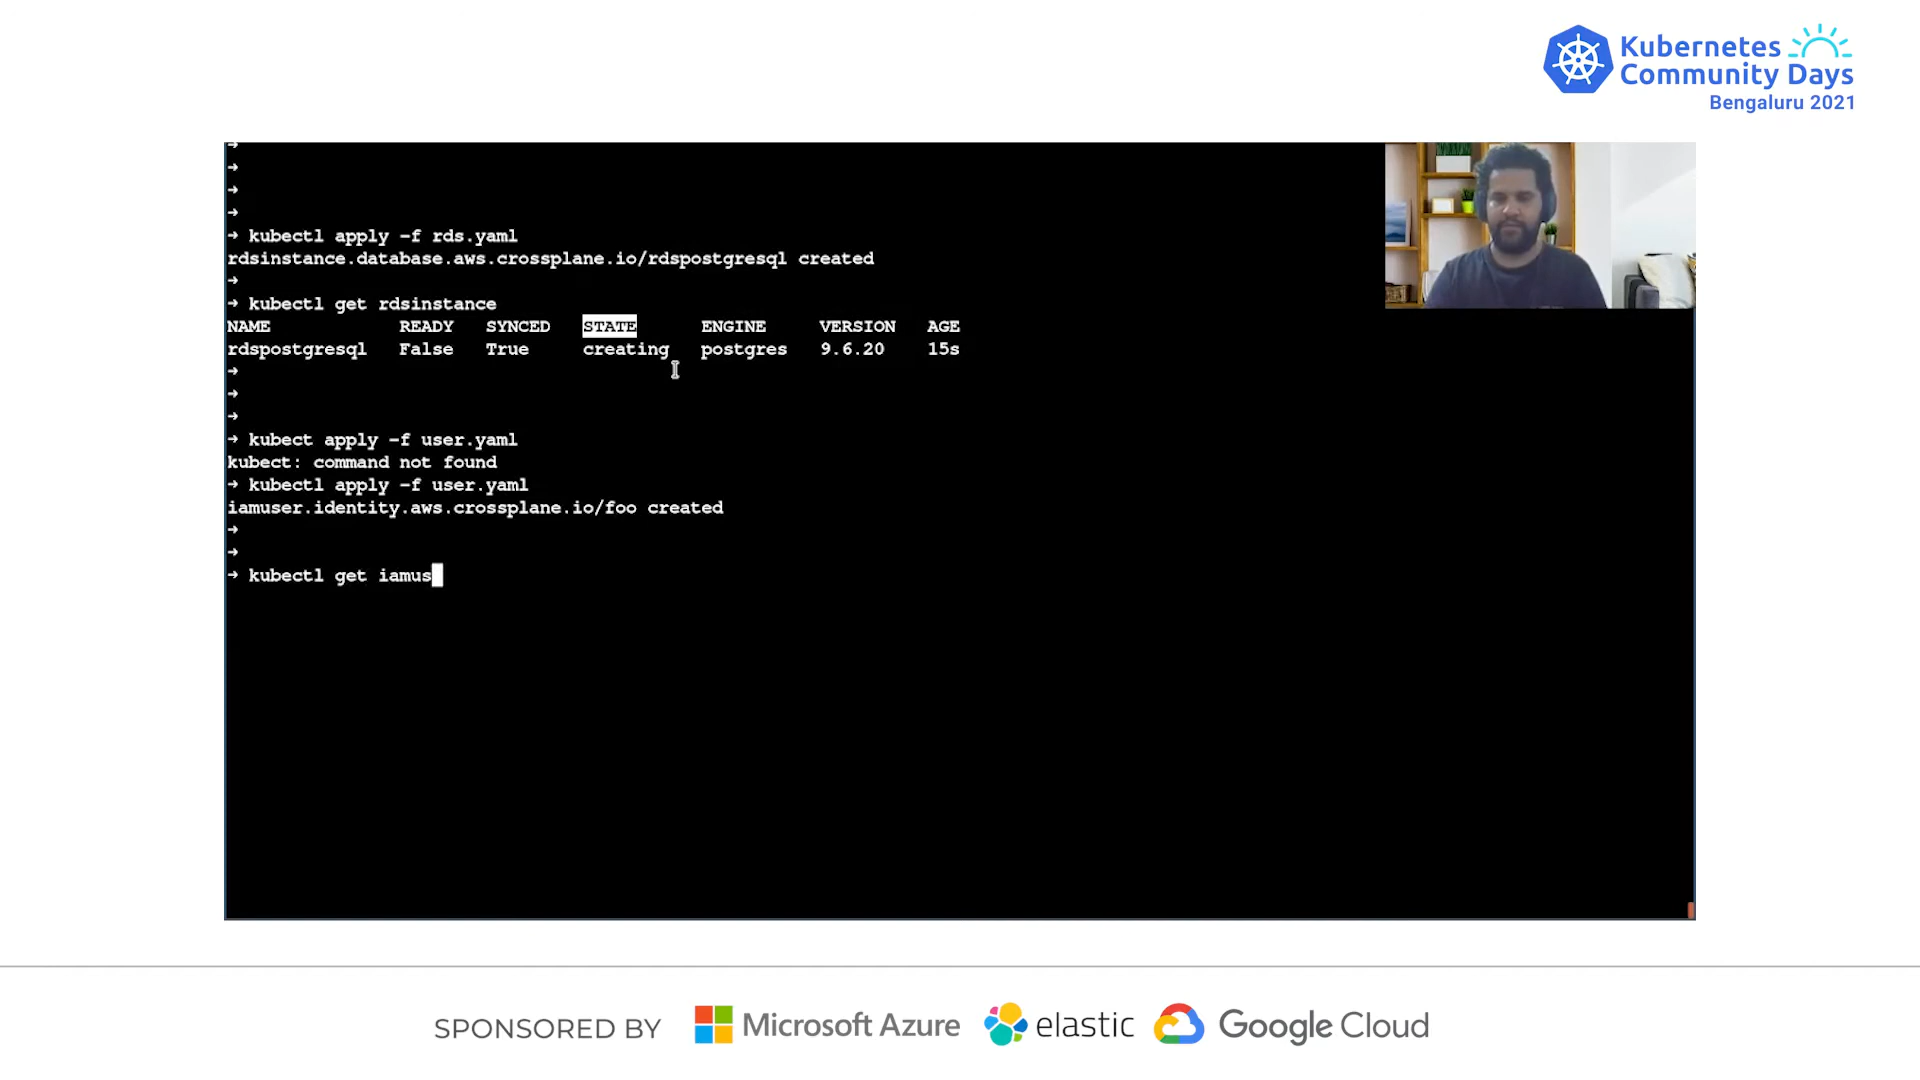 Kubernetes
Community Days
Bengaluru 2021
→
→
→
→
→ kubectl apply -f rds.yaml
rdsinstance.database.aws.crossplane.io/rdspostgresql created
→
→ kubectl get rdsinstance
NAME READY SYNCED STATE ENGINE VERSION AGE
rdspostgresql False True creating postgres 9.6.20 15s
→
→
→
→ kubect apply -f user.yaml
kubect: command not found
→ kubectl apply -f user.yaml
iamuser.identity.aws.crossplane.io/foo created
→
→
→ kubectl get iamus
SPONSORED BY Microsoft Azure elastic Google Cloud